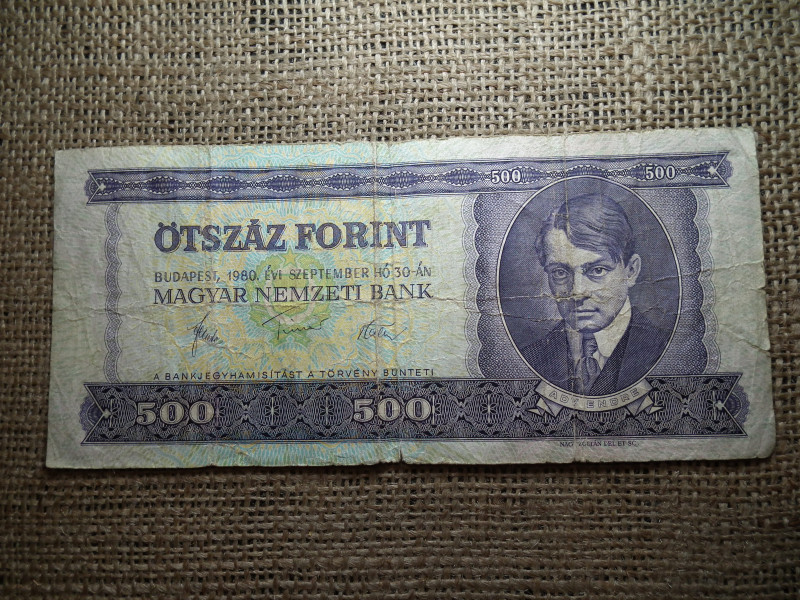 500 500
ÖTSZÁZ FORINT
BUDAPEST, 1980. ÉVI SZEPTEMBER HÓ 30-ÁN
MAGYAR NEMZETI BANK
A BANKJEGYHAMISÍTÁST A TÖRVÉNY BÜNTETI
500 500
ADY ENDRE